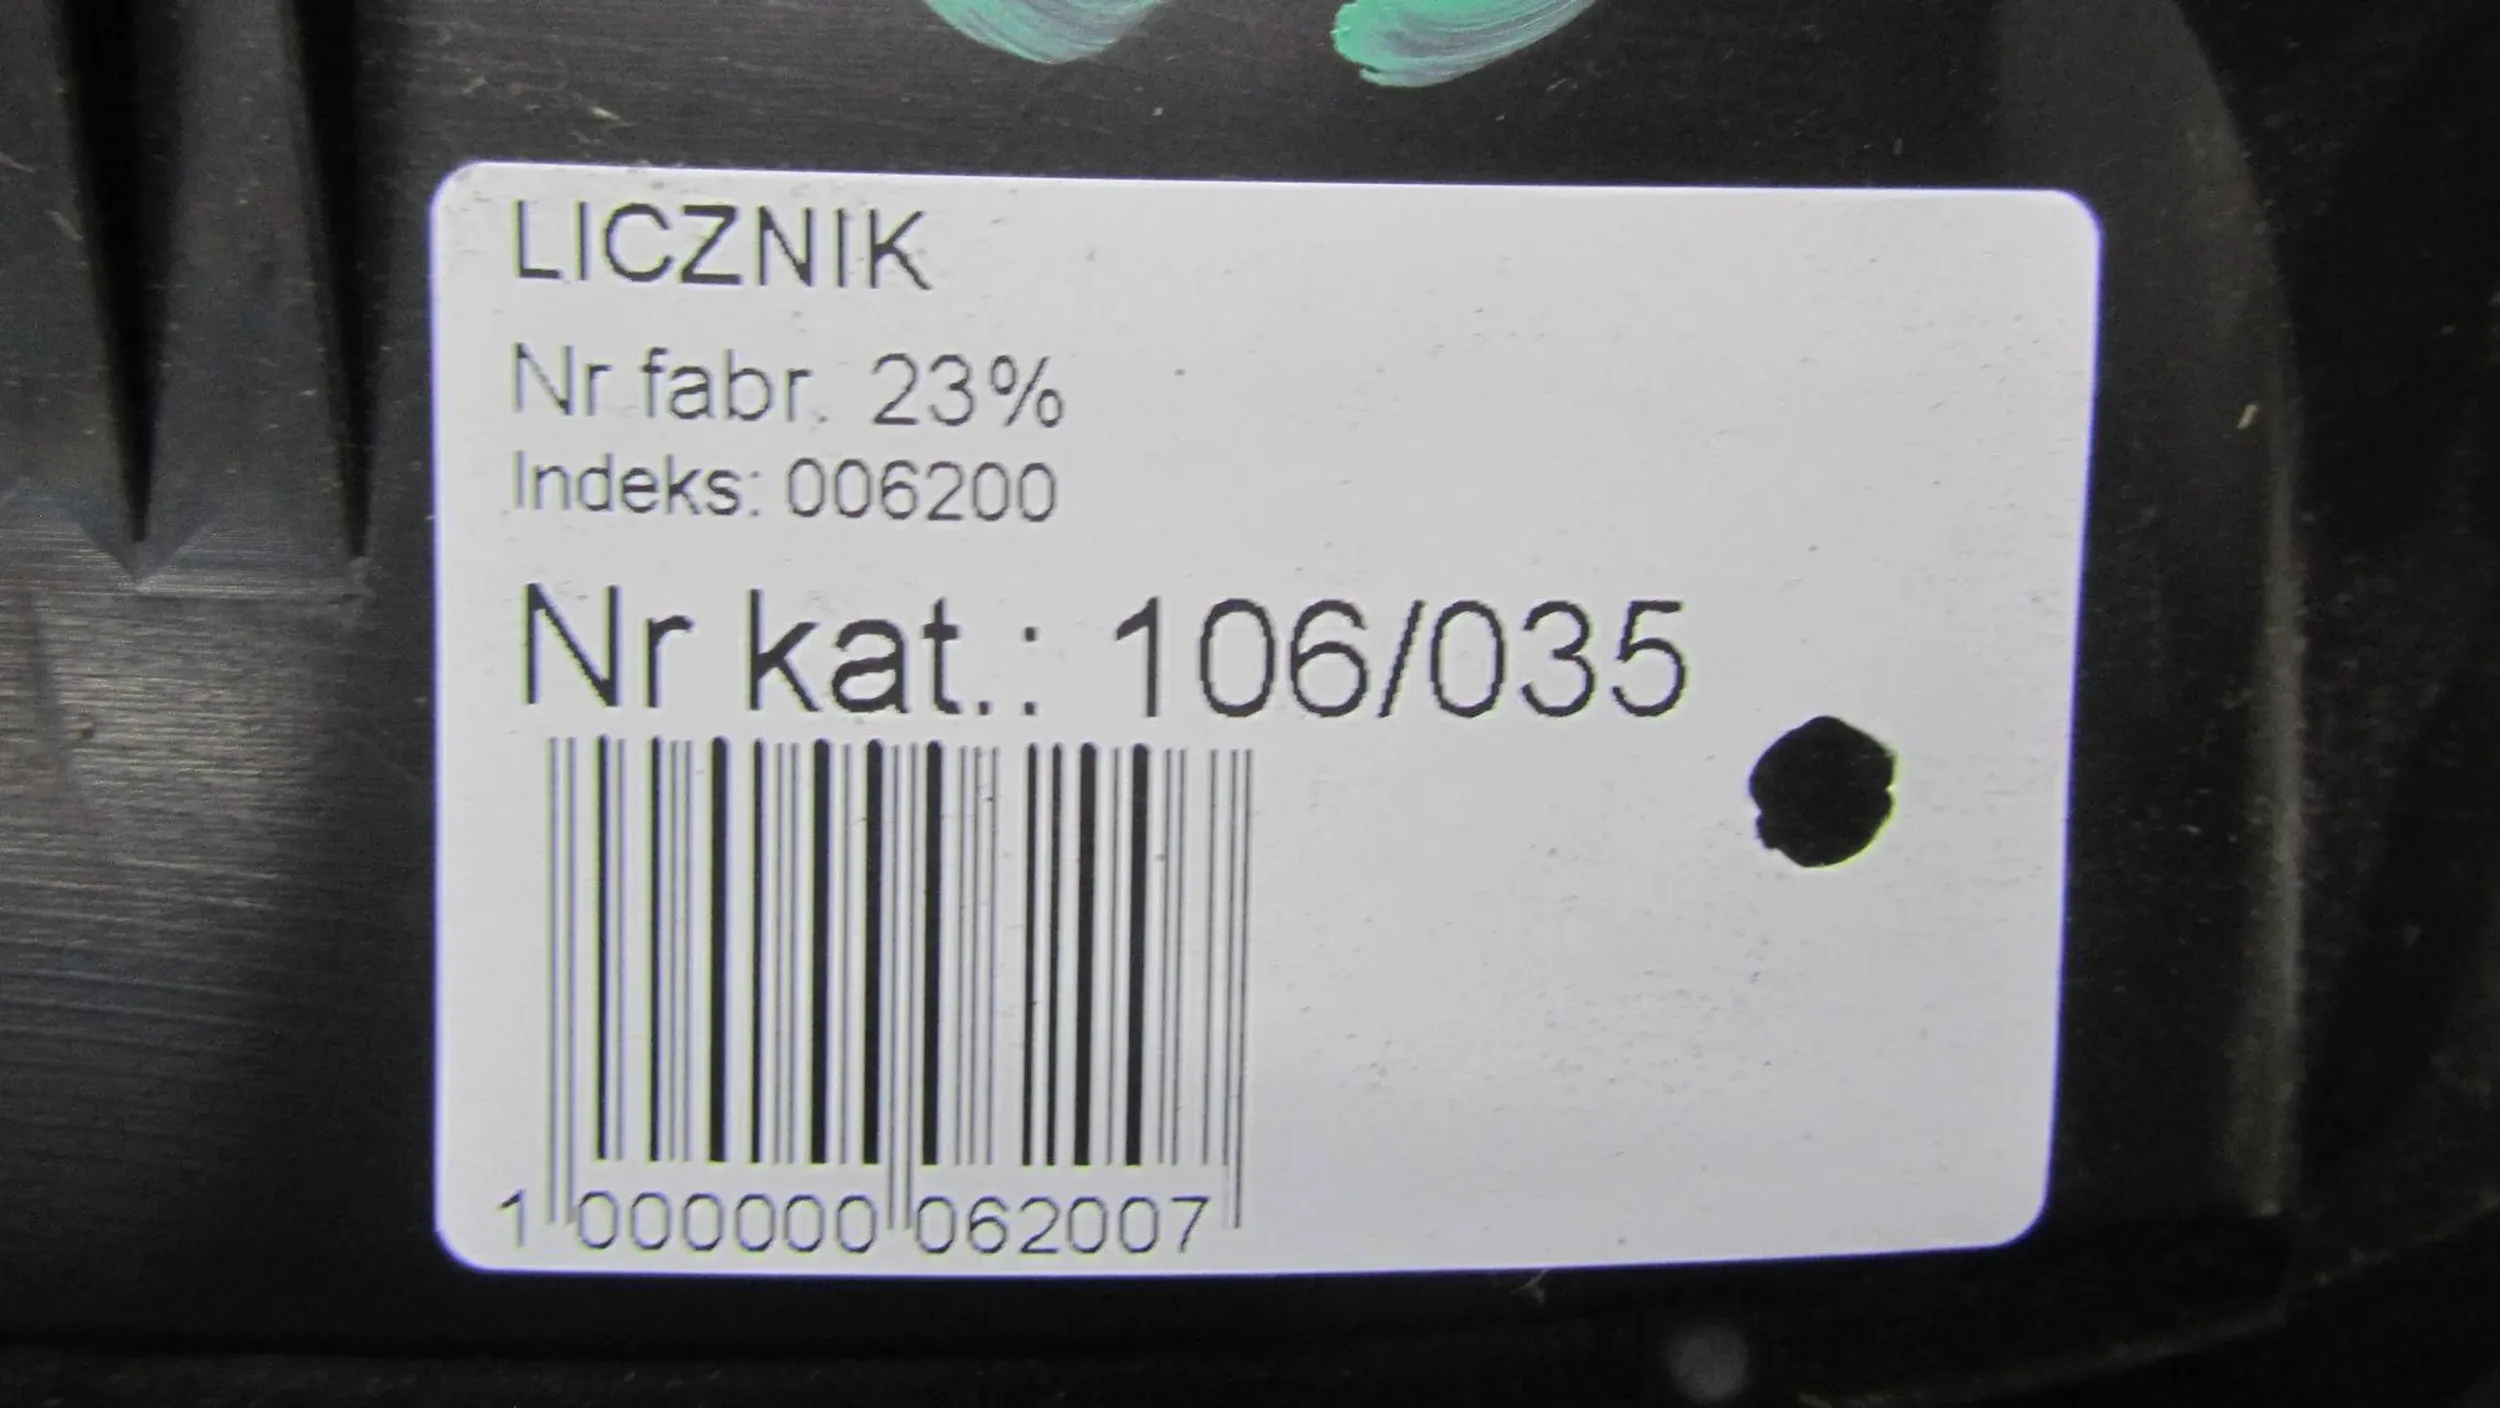 LICZNIK
Nr fabr. 23%
Indeks: 006200
Nr kat.: 106/035
1 000000 062007